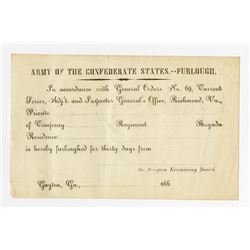 ARMY OF THE CONFEDERATE STATES.--FURLOUGH.
In accordance with General Orders No. 69, Current
Series, Adj't. and Inspector General's Office, Richmond, Va.,
Private
of Company Regiment Brigade
Residence
is hereby furloughed for thirty days from
Sr. Surgeon Examining Board.
Guyton, Ga., 186